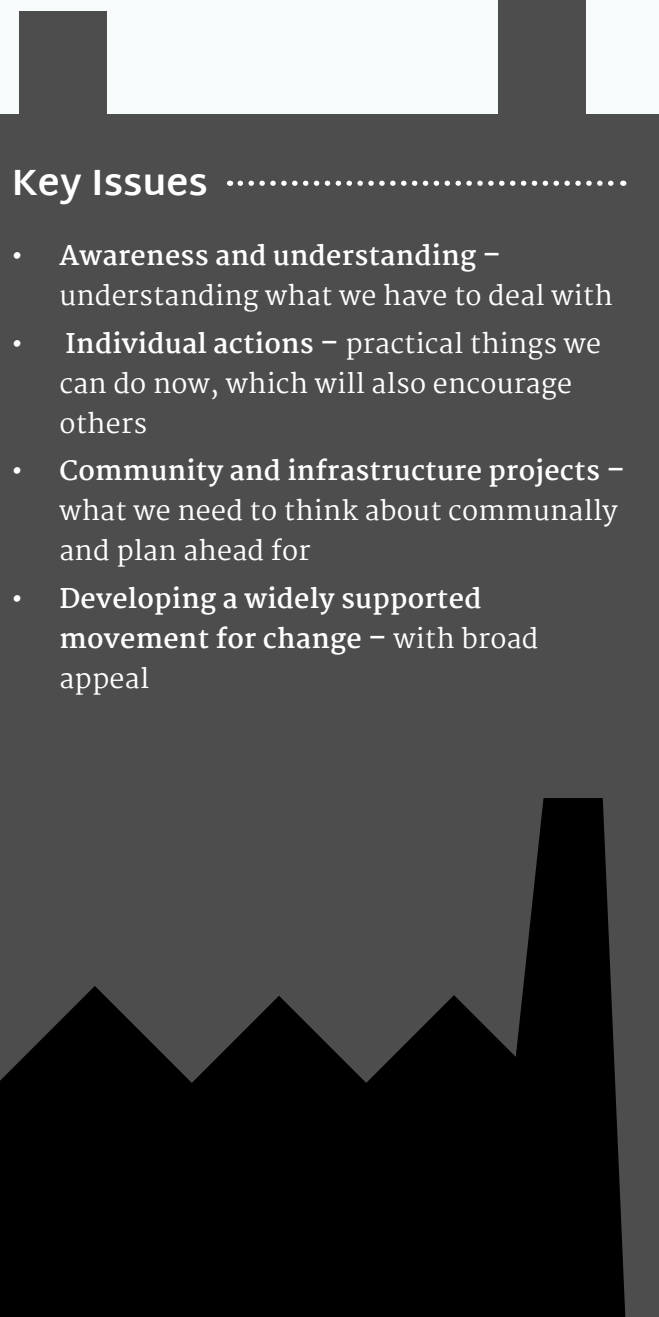 Key Issues
• Awareness and understanding –
understanding what we have to deal with
• Individual actions – practical things we
can do now, which will also encourage
others
• Community and infrastructure projects –
what we need to think about communally
and plan ahead for
• Developing a widely supported
movement for change – with broad
appeal